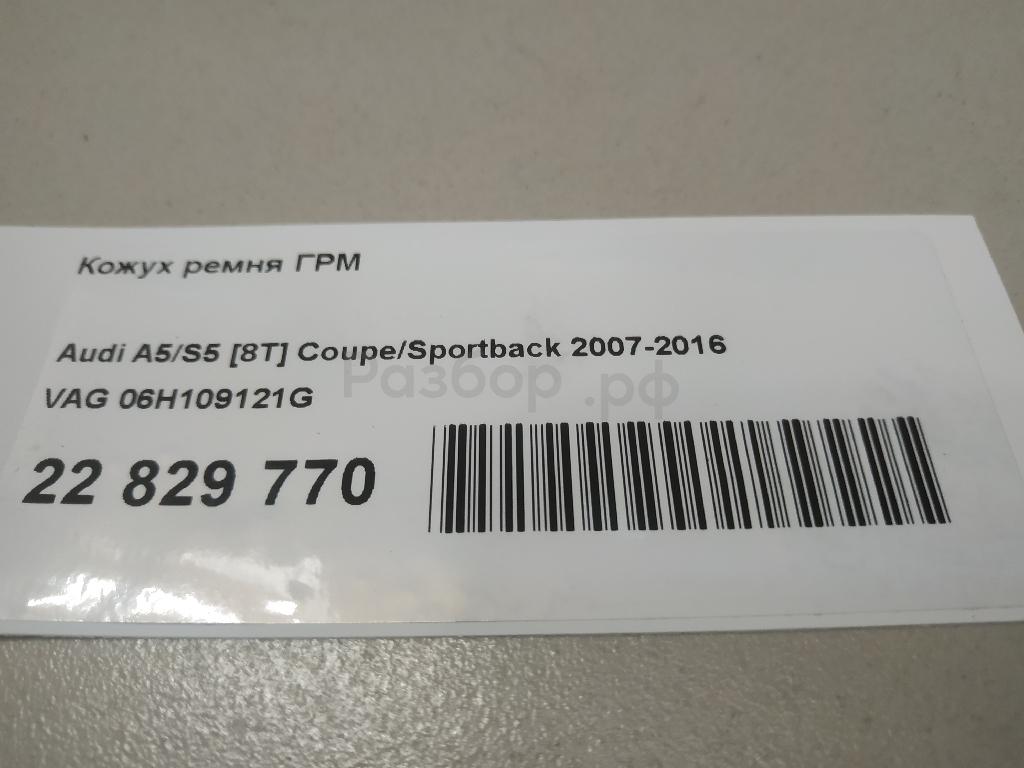 Кожух ремня ГРМ
Audi A5/S5 [8T] Coupe/Sportback 2007-2016
Разбор.рф
VAG 06H109121G
22 829 770